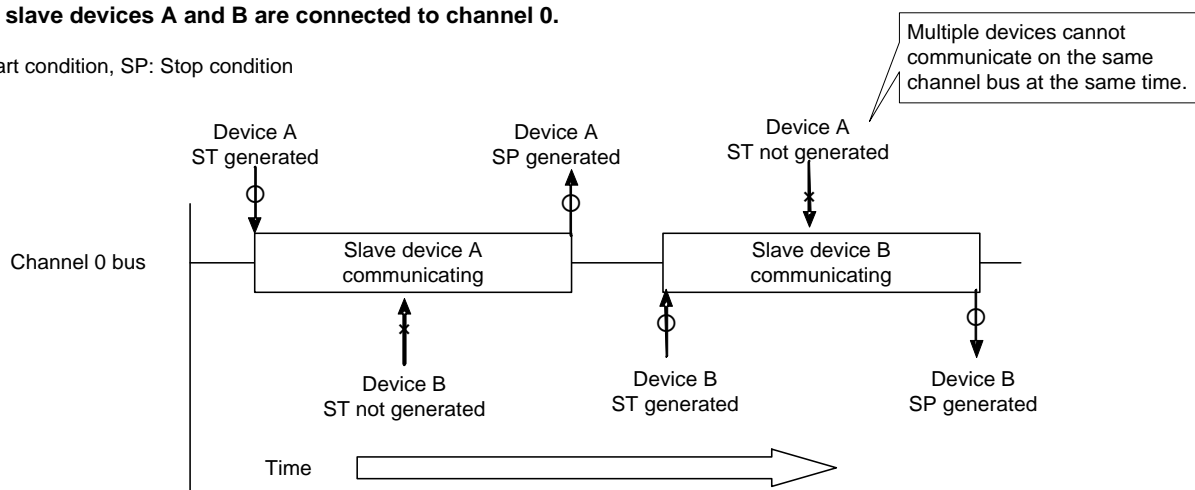 slave devices A and B are connected to channel 0.
art condition, SP: Stop condition
Multiple devices cannot
communicate on the same
channel bus at the same time.
Device A
ST generated
Device A
SP generated
Device A
ST not generated
Channel 0 bus
Slave device A
communicating
Slave device B
communicating
Device B
ST not generated
Device B
ST generated
Device B
SP generated
Time